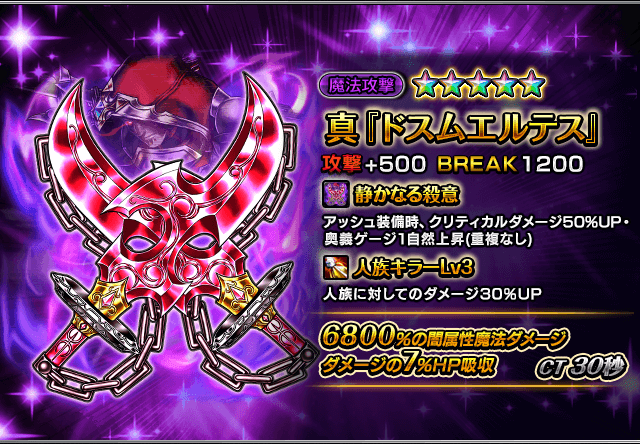 魔法攻撃
真『ドスムエルテス』
攻撃+500 BREAK1200
静かなる殺意
アッシュ装備時、クリティカルダメージ50%UP・
奥義ゲージ1自然上昇(重複なし)
人族キラーLv3
人族に対してのダメージ30%UP
6800%の闇属性魔法ダメージ
ダメージの7%HP吸収
CT 30秒